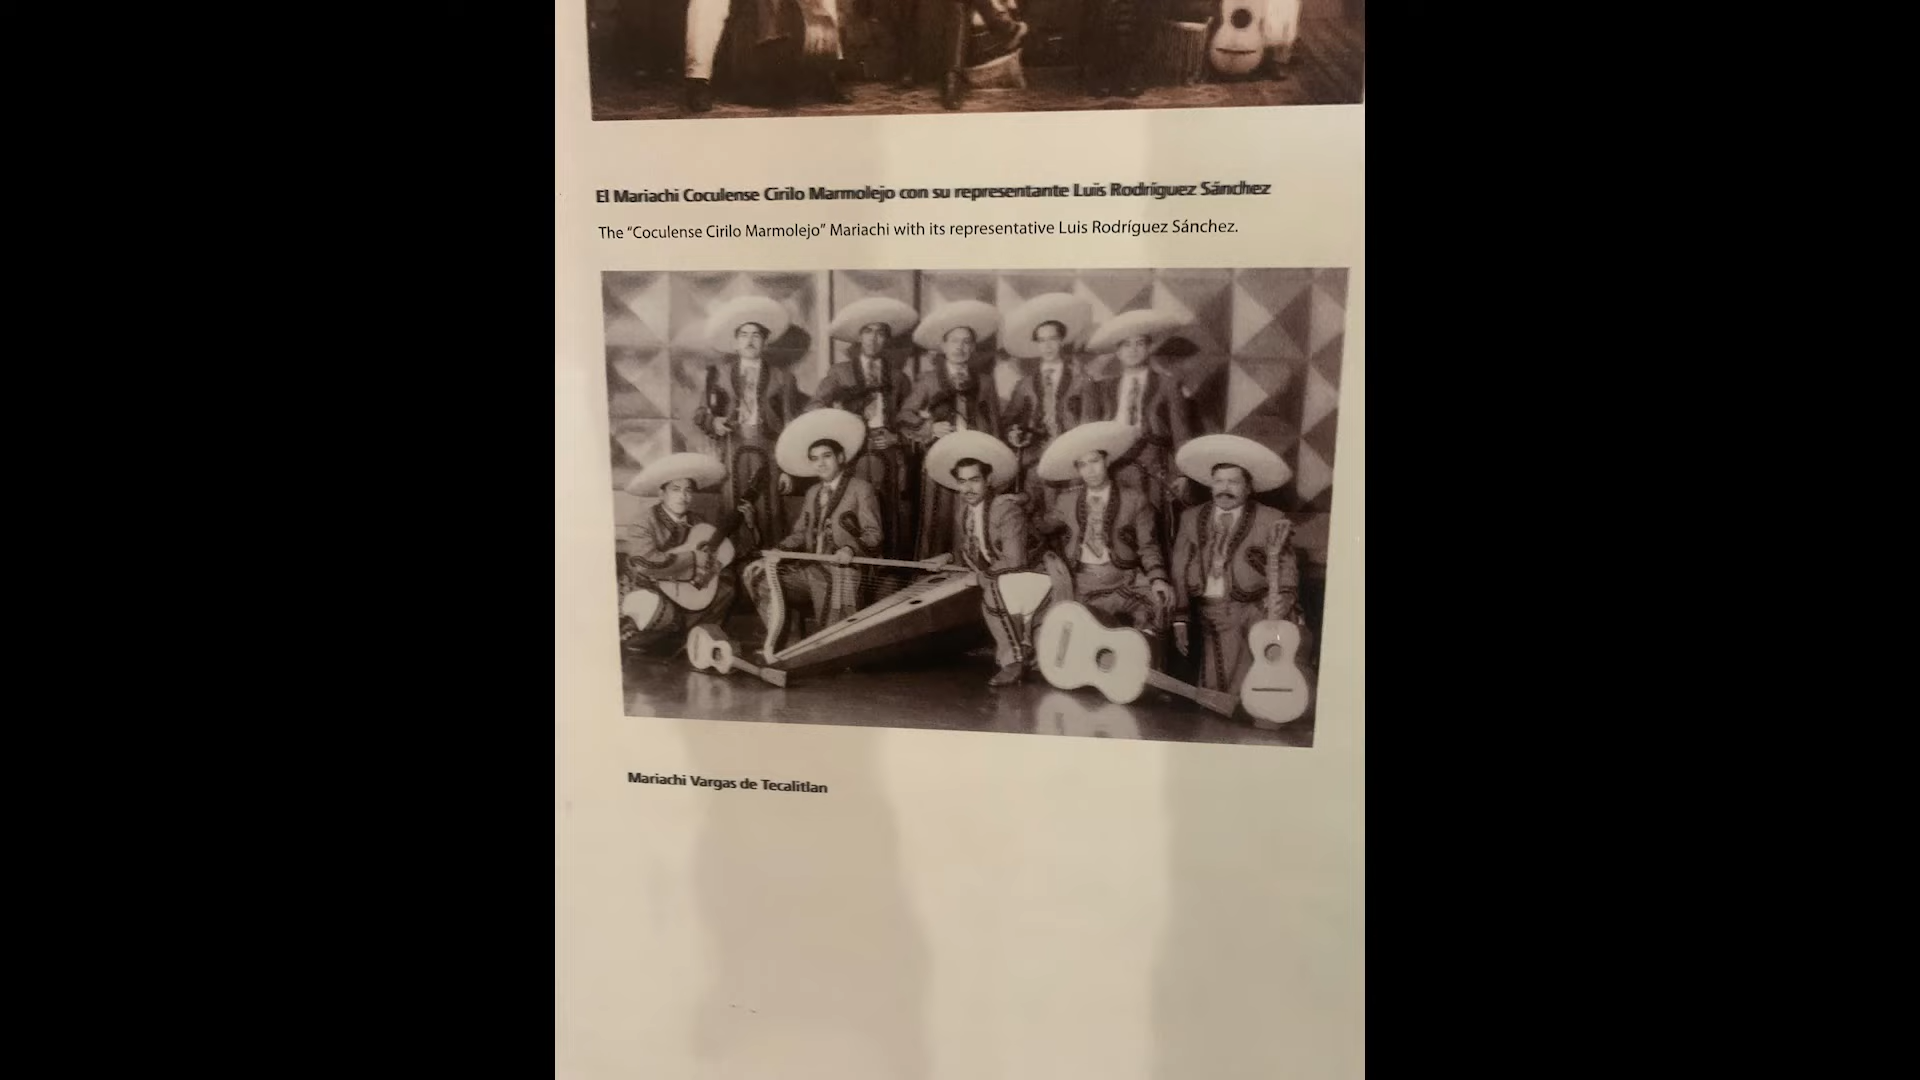 El Mariachi Coculense Cirilo Marmolejo con su representante Luis Rodríguez Sánchez
The “Coculense Cirilo Marmolejo” Mariachi with its representative Luis Rodríguez Sánchez.
Mariachi Vargas de Tecalitlan